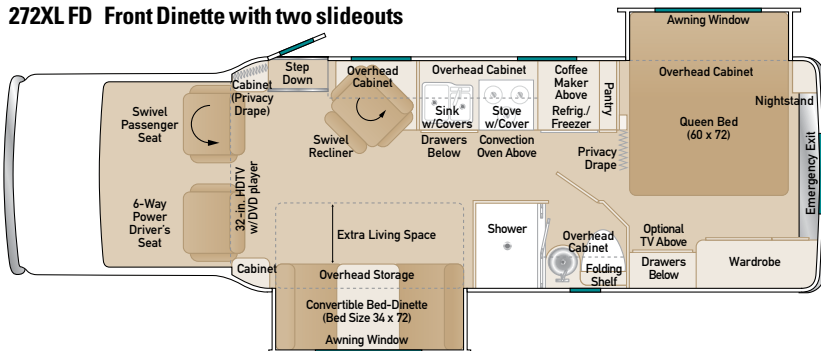 272XL FD Front Dinette with two slideouts
Awning Window
Step
Down
Overhead
Cabinet
Overhead Cabinet
Coffee
Maker
Above
Refrig./
Freezer
Pantry
Overhead Cabinet
Cabinet
(Privacy
Drape)
Nightstand
Swivel
Passenger
Seat
Sink
w/Covers
Stove
w/Cover
Queen Bed
(60 x 72)
Swivel
Recliner
Drawers
Below
Convection
Oven Above
Privacy
Drape
Emergency Exit
32-in. HDTV
w/DVD player
6-Way
Power
Driver's
Seat
Extra Living Space
Shower
Overhead
Cabinet
Optional
TV Above
Cabinet
Overhead Storage
Folding
Shelf
Drawers
Below
Wardrobe
Convertible Bed-Dinette
(Bed Size 34 x 72)
Awning Window